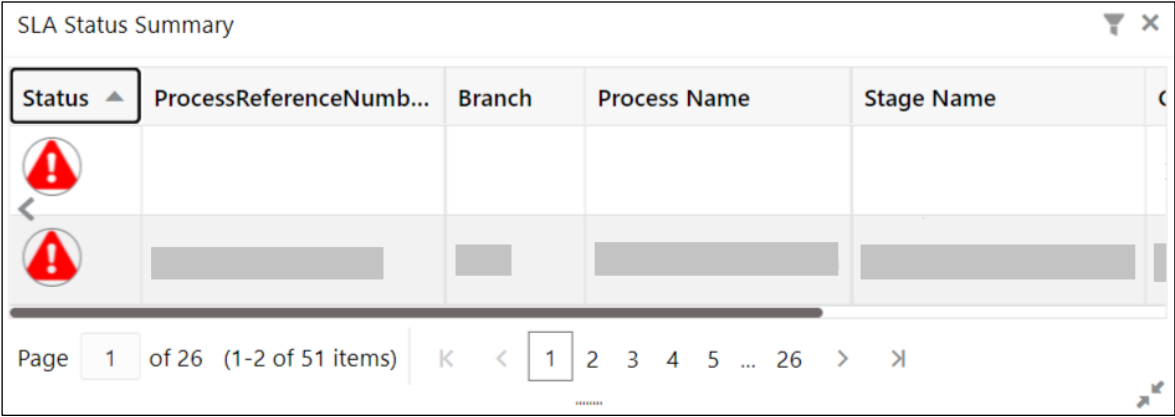 SLA Status Summary
Status ProcessReferenceNumb... Branch Process Name Stage Name
Page 1 of 26 (1-2 of 51 items) 1 2 3 4 5 ... 26